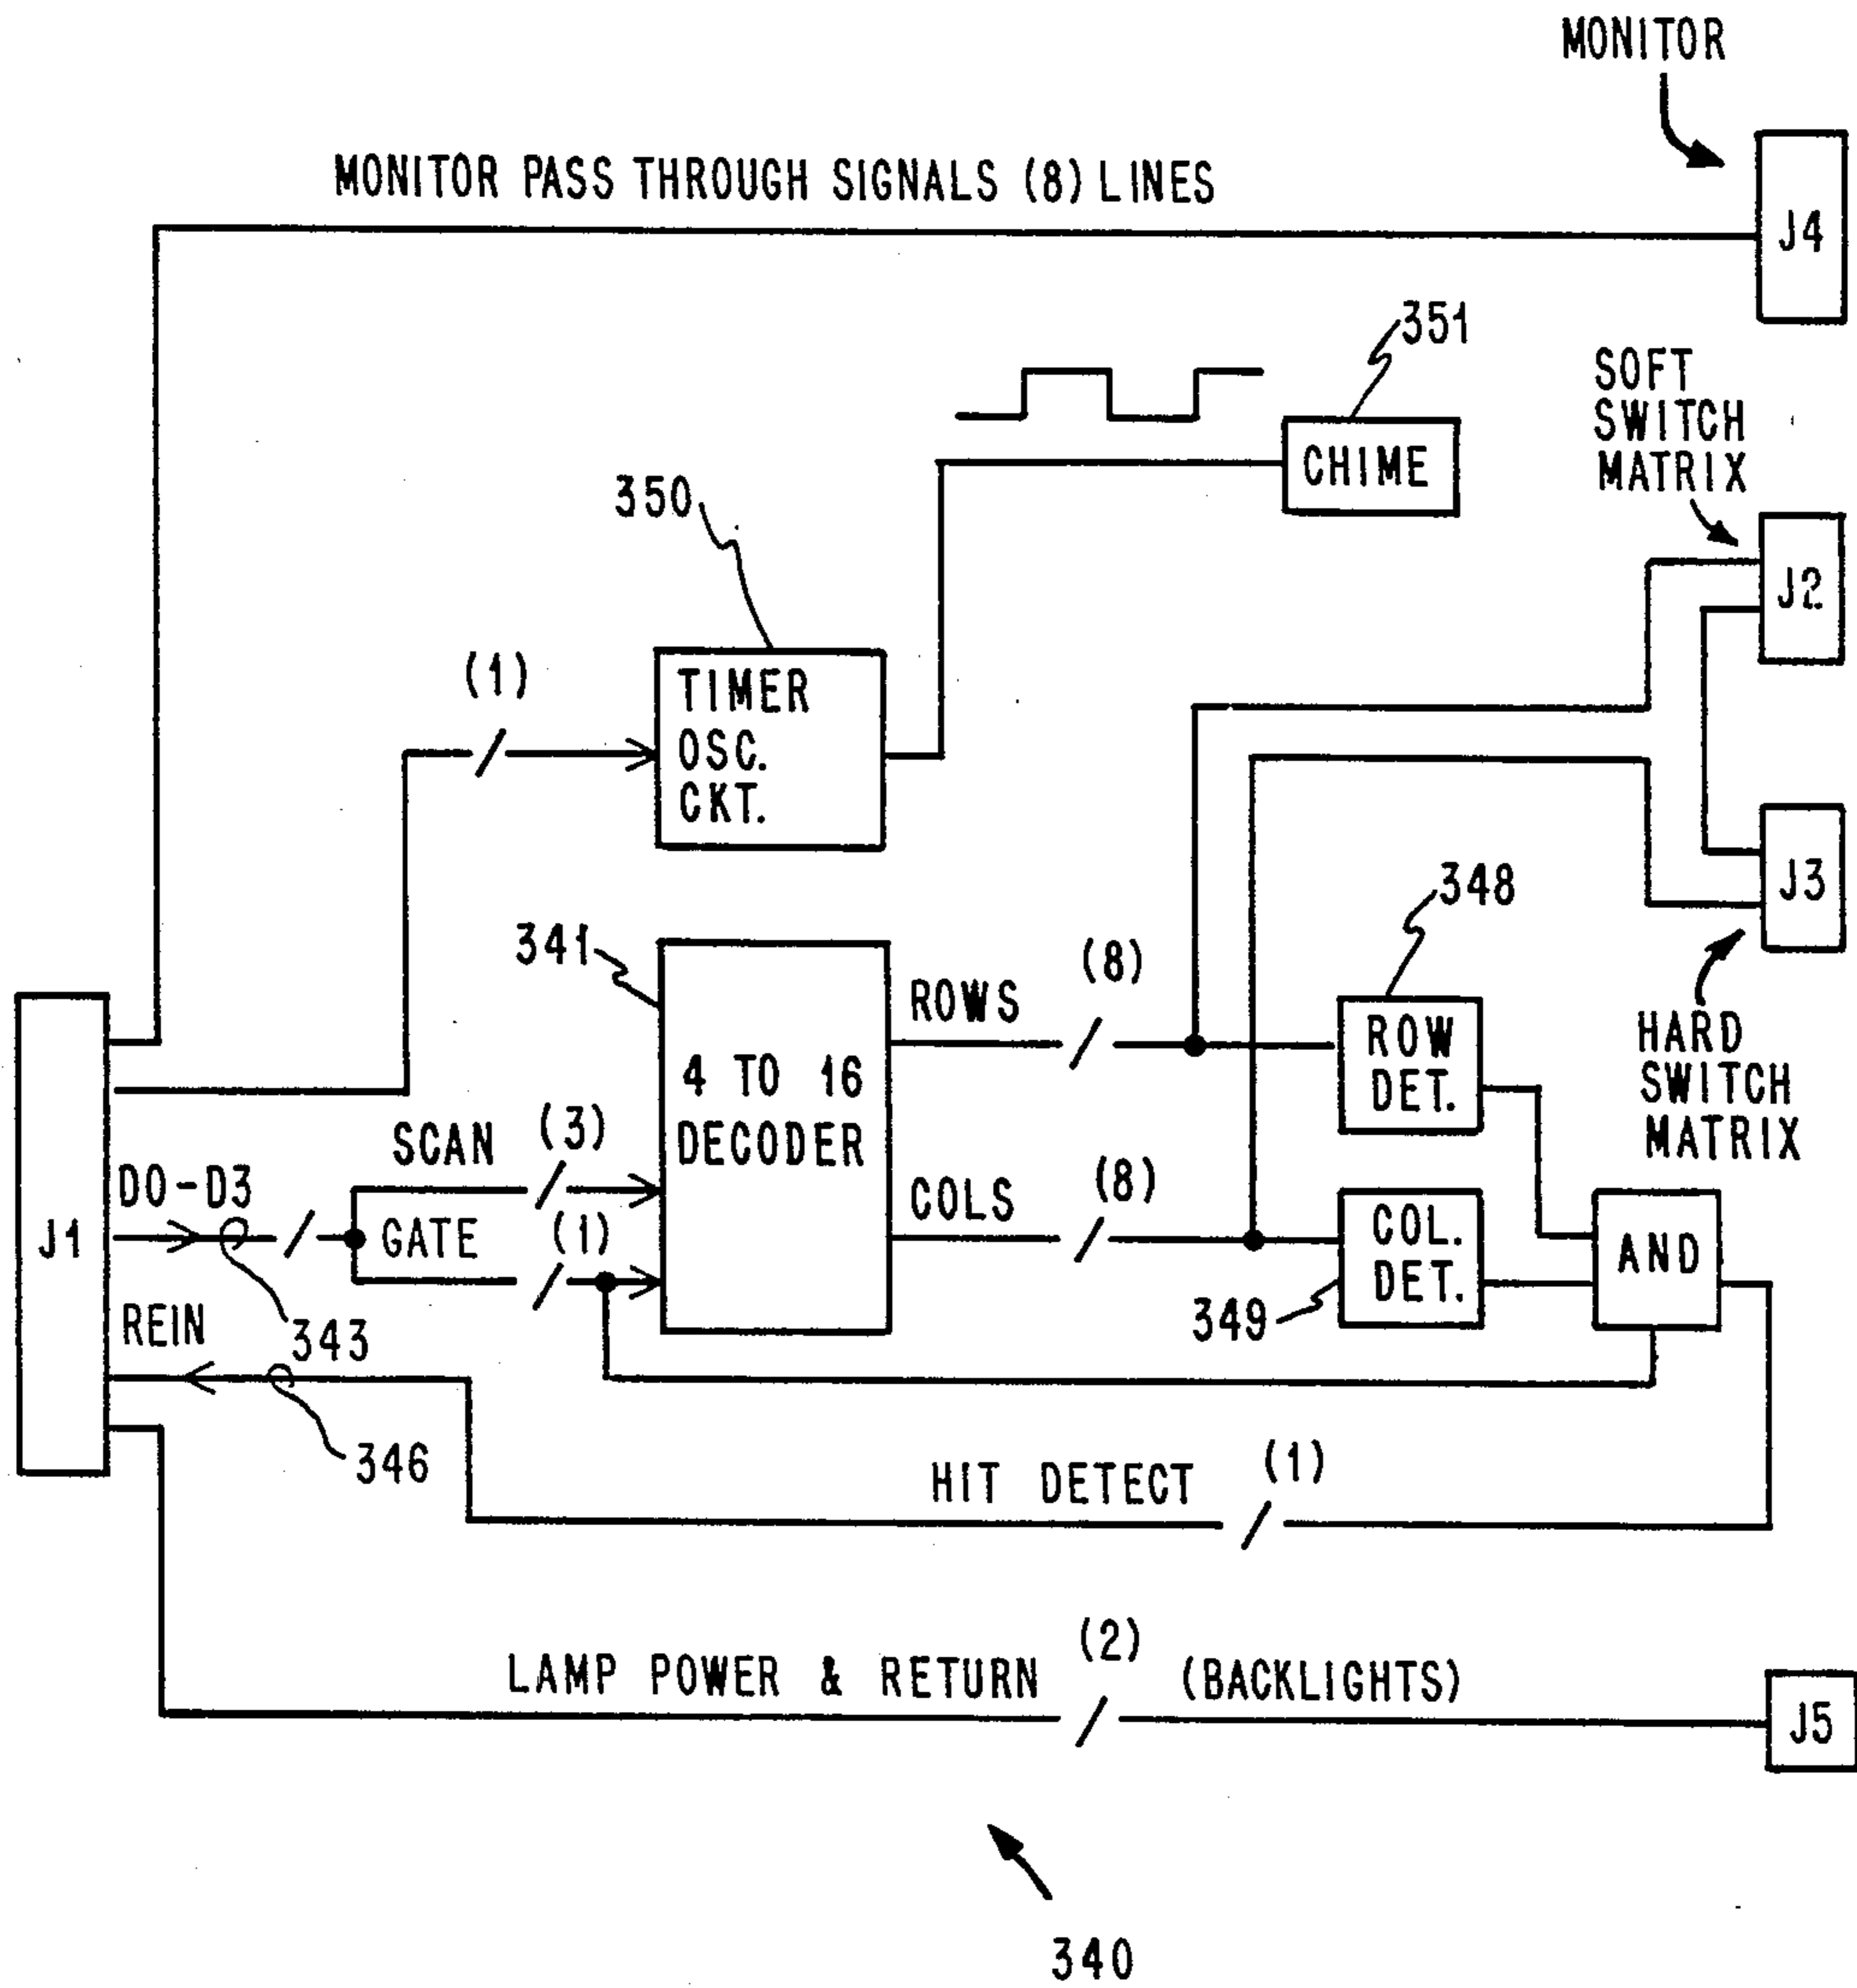 MONITOR
MONITOR PASS THROUGH SIGNALS (8) LINES
J4
351
SOFT
SWITCH
MATRIX
CHIME
350
J2
(1)
TIMER
OSC.
CKT.
J3
348
341
ROWS
(8)
ROW
DET.
HARD
SWITCH
MATRIX
4 TO 16
DECODER
SCAN
(3)
D0-D3
J1
GATE
(1)
COLS
(8)
COL.
DET.
AND
349
REIN
343
346
HIT DETECT
(1)
LAMP POWER & RETURN
(2)
(BACKLIGHTS)
J5
340